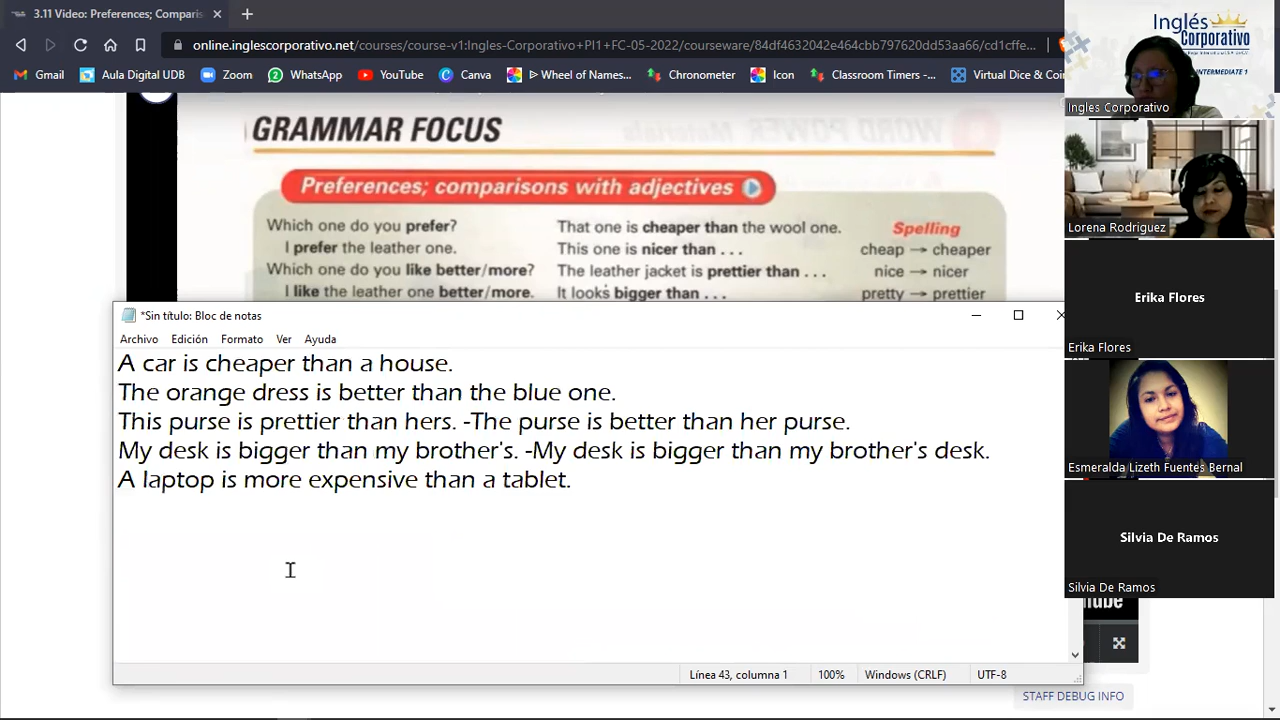 3.11 Video: Preferences; Comparis
online.inglescorporativo.net/courses/course-v1:Ingles-Corporativo+PI1+FC-05-2022/courseware/84df4632042e464cbb797620dd53aa66/cd1cffe...
Gmail Aula Digital UDB Zoom WhatsApp YouTube Canva ᐅ Wheel of Names... Chronometer Icon Classroom Timers -... Virtual Dice & Coi
Inglés
Corporativo
INTERMEDIATE 1
Ingles Corporativo
Lorena Rodriguez
Erika Flores
Erika Flores
Esmeralda Lizeth Fuentes Bernal
Silvia De Ramos
Silvia De Ramos
GRAMMAR FOCUS
Preferences; comparisons with adjectives
Which one do you prefer?
I prefer the leather one.
Which one do you like better/more?
I like the leather one better/more.
That one is cheaper than the wool one.
This one is nicer than . . .
The leather jacket is prettier than . . .
It looks bigger than . . .
Spelling
cheap → cheaper
nice → nicer
pretty → prettier
*Sin título: Bloc de notas
Archivo Edición Formato Ver Ayuda
A car is cheaper than a house.
The orange dress is better than the blue one.
This purse is prettier than hers. -The purse is better than her purse.
My desk is bigger than my brother's. -My desk is bigger than my brother's desk.
A laptop is more expensive than a tablet.
Línea 43, columna 1 100% Windows (CRLF) UTF-8
STAFF DEBUG INFO